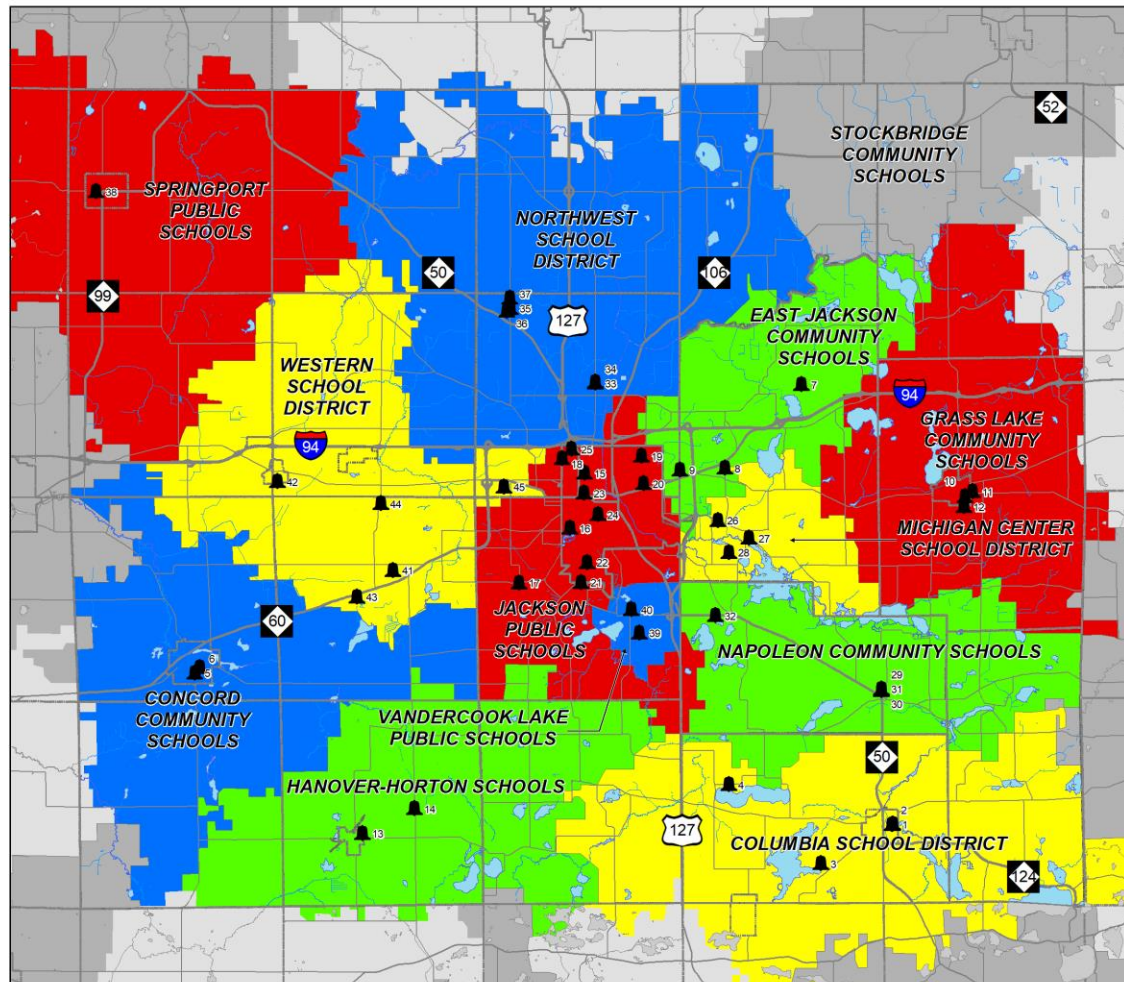 52
STOCKBRIDGE
COMMUNITY
SCHOOLS
38
SPRINGPORT
PUBLIC
SCHOOLS
NORTHWEST
SCHOOL
DISTRICT
50
106
99
37
35
36
127
EAST JACKSON
COMMUNITY
SCHOOLS
WESTERN
SCHOOL
DISTRICT
34
33
7
94
GRASS LAKE
COMMUNITY
SCHOOLS
94
25
18
19
15
9
8
42
45
20
23
10
11
12
44
24
26
16
27
28
MICHIGAN CENTER
SCHOOL DISTRICT
41
22
17
21
43
JACKSON
PUBLIC
SCHOOLS
40
32
60
39
NAPOLEON COMMUNITY SCHOOLS
6
5
29
31
30
CONCORD
COMMUNITY
SCHOOLS
VANDERCOOK LAKE
PUBLIC SCHOOLS
50
HANOVER-HORTON SCHOOLS
4
14
2
1
13
127
COLUMBIA SCHOOL DISTRICT
3
124